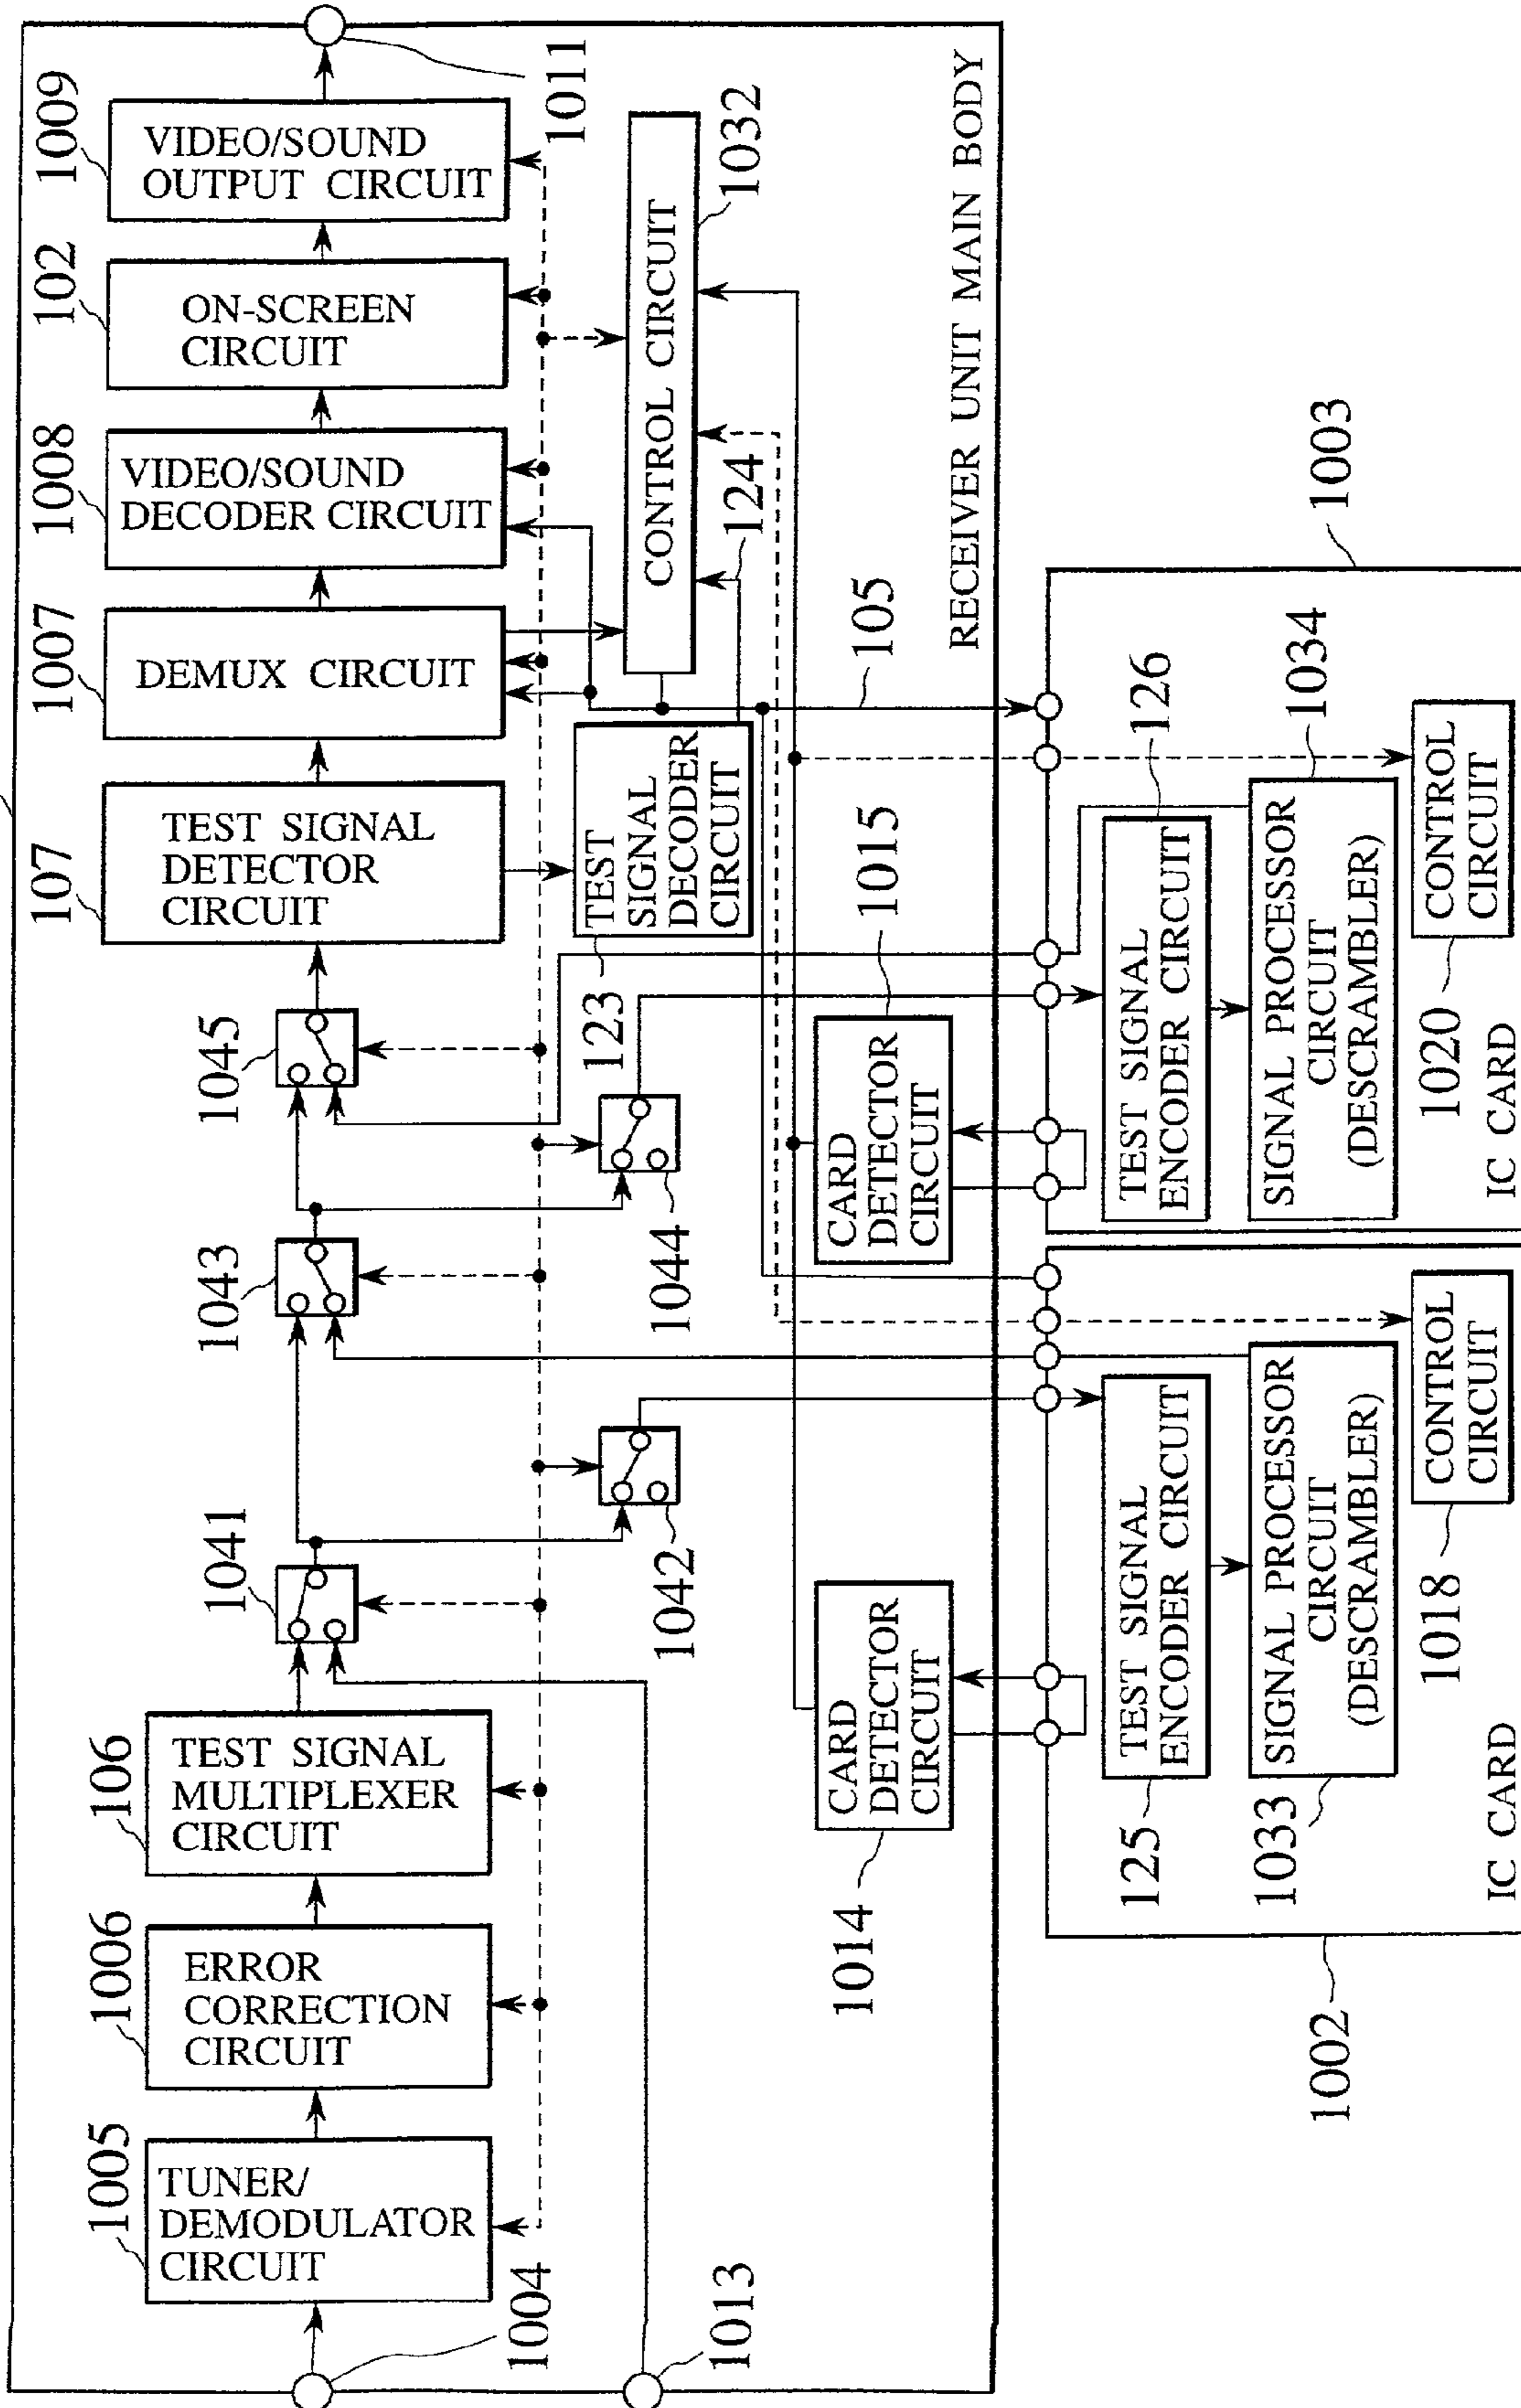 1005
TUNER/
DEMODULATOR
CIRCUIT
1006
ERROR
CORRECTION
CIRCUIT
106
TEST SIGNAL
MULTIPLEXER
CIRCUIT
1041
1043
1045
107
TEST SIGNAL
DETECTOR
CIRCUIT
1007
DEMUX CIRCUIT
1008
VIDEO/SOUND
DECODER CIRCUIT
102
ON-SCREEN
CIRCUIT
1009
VIDEO/SOUND
OUTPUT CIRCUIT
1004
1013
1042
1044
123
TEST
SIGNAL
DECODER
CIRCUIT
CONTROL CIRCUIT
1011
1032
124
1014
CARD
DETECTOR
CIRCUIT
1015
CARD
DETECTOR
CIRCUIT
105
RECEIVER UNIT MAIN BODY
1002
125
TEST SIGNAL
ENCODER CIRCUIT
1033
SIGNAL PROCESSOR
CIRCUIT
(DESCRAMBLER)
1018
CONTROL
CIRCUIT
IC CARD
1003
126
TEST SIGNAL
ENCODER CIRCUIT
1034
SIGNAL PROCESSOR
CIRCUIT
(DESCRAMBLER)
1020
CONTROL
CIRCUIT
IC CARD